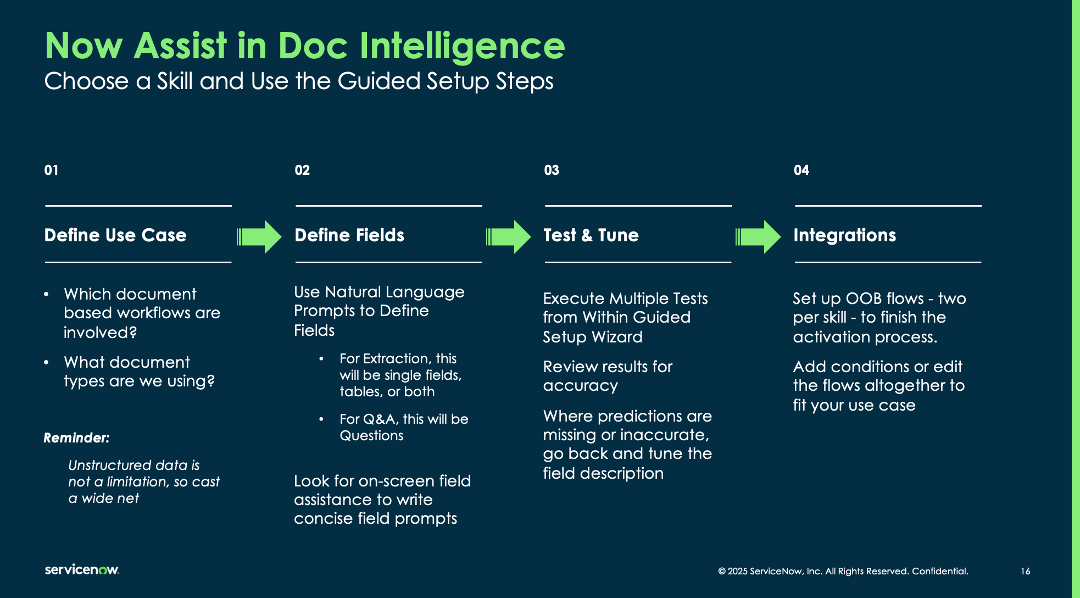 Now Assist in Doc Intelligence
Choose a Skill and Use the Guided Setup Steps
01
Define Use Case
• Which document
based workflows are
involved?
• What document
types are we using?
Reminder:
Unstructured data is
not a limitation, so cast
a wide net
02
Define Fields
Use Natural Language
Prompts to Define
Fields
• For Extraction, this
will be single fields,
tables, or both
• For Q&A, this will be
Questions
Look for on-screen field
assistance to write
concise field prompts
03
Test & Tune
Execute Multiple Tests
from Within Guided
Setup Wizard
Review results for
accuracy
Where predictions are
missing or inaccurate,
go back and tune the
field description
04
Integrations
Set up OOB flows - two
per skill - to finish the
activation process.
Add conditions or edit
the flows altogether to
fit your use case
servicenow.
© 2025 ServiceNow, Inc. All Rights Reserved. Confidential.
16